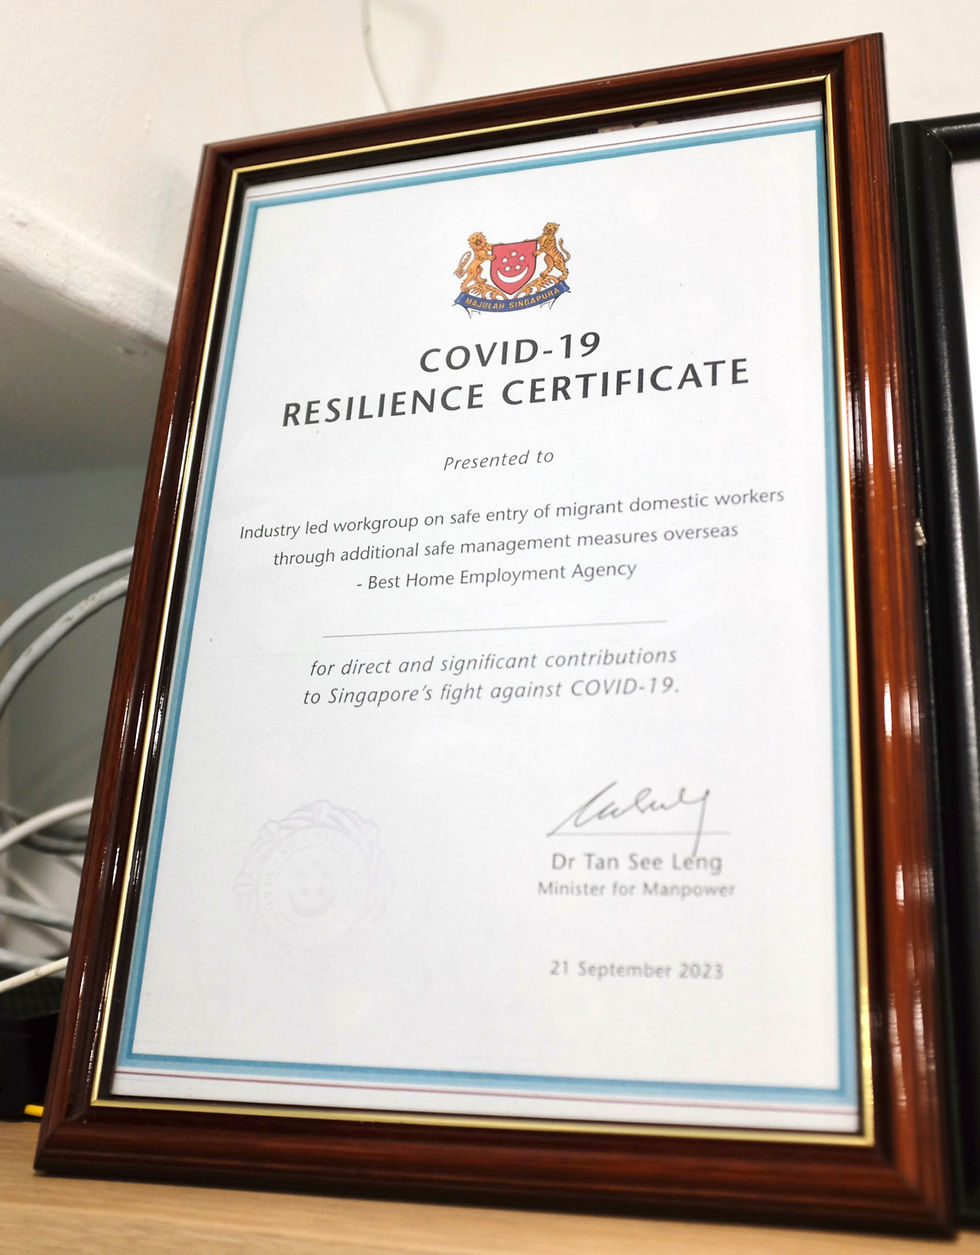 MAJULAH SINGAPURA
COVID-19
RESILIENCE CERTIFICATE
Presented to
Industry led workgroup on safe entry of migrant domestic workers
through additional safe management measures overseas
- Best Home Employment Agency
for direct and significant contributions
to Singapore's fight against COVID-19.
Dr Tan See Leng
Minister for Manpower
21 September 2023